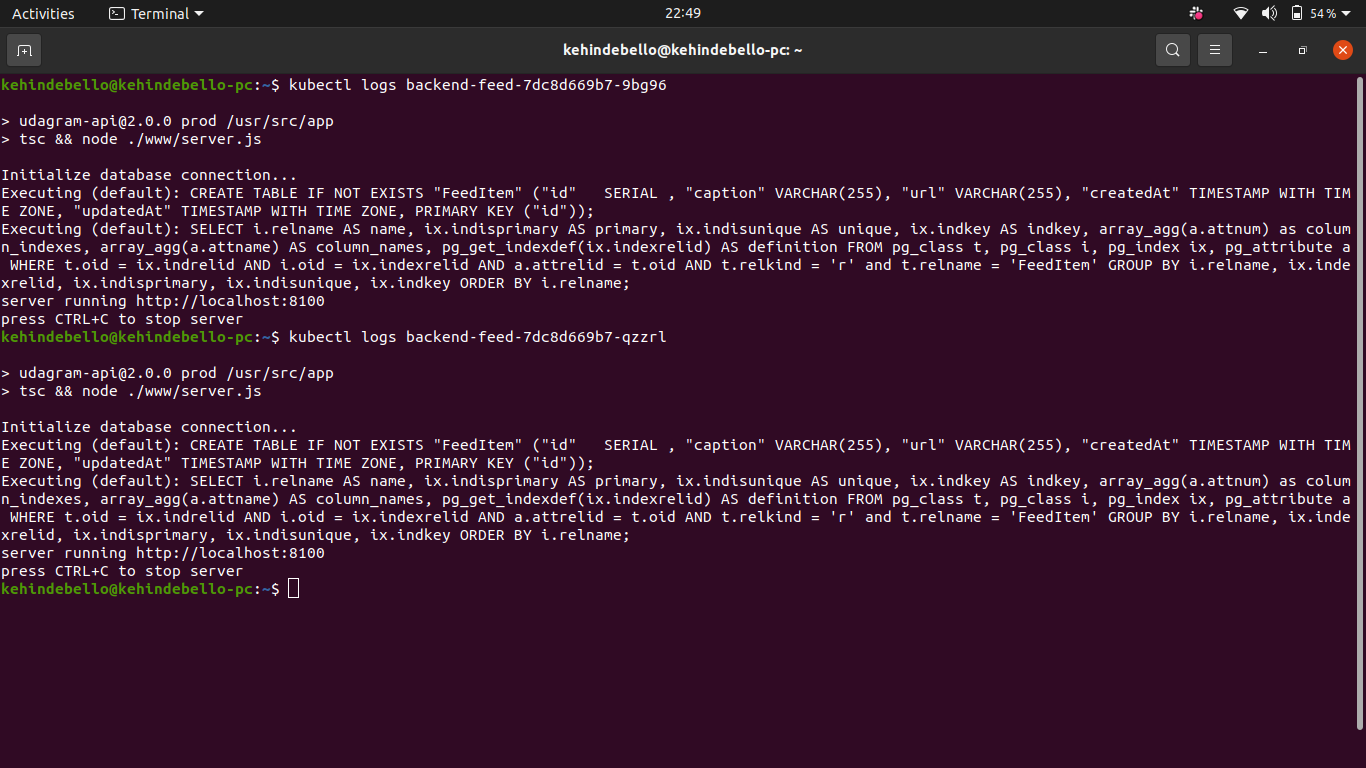 Activities Terminal 22:49 54 %
kehindebello@kehindebello-pc: ~
kehindebello@kehindebello-pc:~$ kubectl logs backend-feed-7dc8d669b7-9bg96
> udagram-api@2.0.0 prod /usr/src/app
> tsc && node ./www/server.js
Initialize database connection...
Executing (default): CREATE TABLE IF NOT EXISTS "FeedItem" ("id"   SERIAL , "caption" VARCHAR(255), "url" VARCHAR(255), "createdAt" TIMESTAMP WITH TIM
E ZONE, "updatedAt" TIMESTAMP WITH TIME ZONE, PRIMARY KEY ("id"));
Executing (default): SELECT i.relname AS name, ix.indisprimary AS primary, ix.indisunique AS unique, ix.indkey AS indkey, array_agg(a.attnum) as colum
n_indexes, array_agg(a.attname) AS column_names, pg_get_indexdef(ix.indexrelid) AS definition FROM pg_class t, pg_class i, pg_index ix, pg_attribute a
 WHERE t.oid = ix.indrelid AND i.oid = ix.indexrelid AND a.attrelid = t.oid AND t.relkind = 'r' and t.relname = 'FeedItem' GROUP BY i.relname, ix.inde
xrelid, ix.indisprimary, ix.indisunique, ix.indkey ORDER BY i.relname;
server running http://localhost:8100
press CTRL+C to stop server
kehindebello@kehindebello-pc:~$ kubectl logs backend-feed-7dc8d669b7-qzzrl
> udagram-api@2.0.0 prod /usr/src/app
> tsc && node ./www/server.js
Initialize database connection...
Executing (default): CREATE TABLE IF NOT EXISTS "FeedItem" ("id"   SERIAL , "caption" VARCHAR(255), "url" VARCHAR(255), "createdAt" TIMESTAMP WITH TIM
E ZONE, "updatedAt" TIMESTAMP WITH TIME ZONE, PRIMARY KEY ("id"));
Executing (default): SELECT i.relname AS name, ix.indisprimary AS primary, ix.indisunique AS unique, ix.indkey AS indkey, array_agg(a.attnum) as colum
n_indexes, array_agg(a.attname) AS column_names, pg_get_indexdef(ix.indexrelid) AS definition FROM pg_class t, pg_class i, pg_index ix, pg_attribute a
 WHERE t.oid = ix.indrelid AND i.oid = ix.indexrelid AND a.attrelid = t.oid AND t.relkind = 'r' and t.relname = 'FeedItem' GROUP BY i.relname, ix.inde
xrelid, ix.indisprimary, ix.indisunique, ix.indkey ORDER BY i.relname;
server running http://localhost:8100
press CTRL+C to stop server
kehindebello@kehindebello-pc:~$